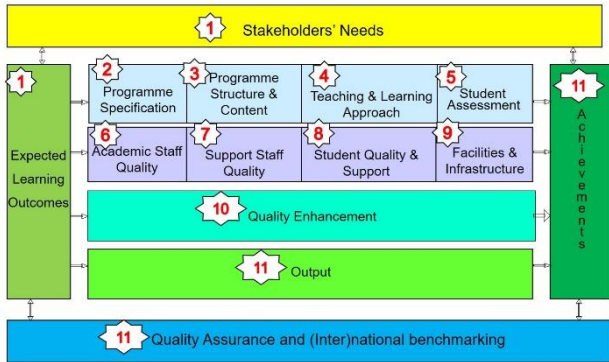 1 Stakeholders' Needs
1
Expected
Learning
Outcomes
2
Programme
Specification
3
Programme
Structure &
Content
4
Teaching & Learning
Approach
5
Student
Assessment
6
Academic Staff
Quality
7
Support Staff
Quality
8
Student Quality &
Support
9
Facilities &
Infrastructure
10
Quality Enhancement
11
Output
11
Achievements
11 Quality Assurance and (Inter)national benchmarking